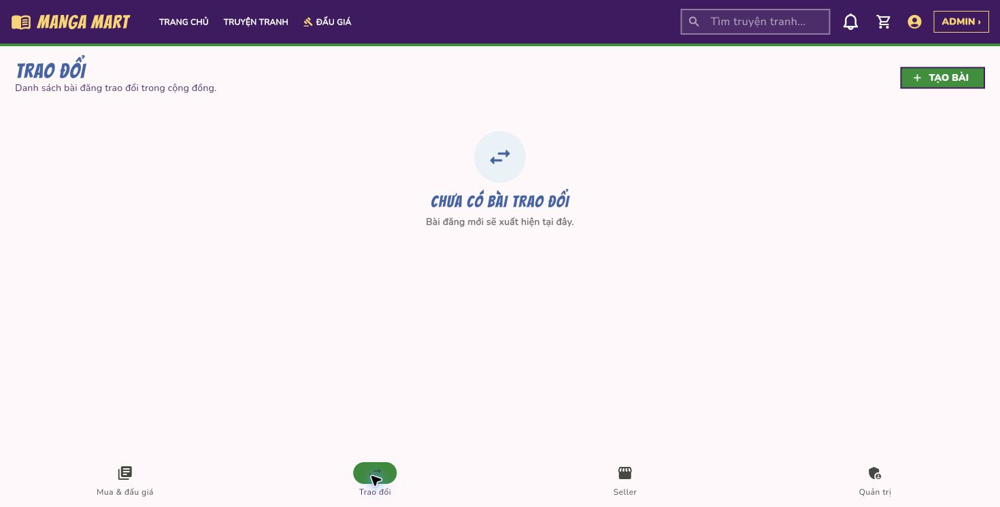 MANGA MART
TRANG CHỦ
TRUYỆN TRANH
ĐẤU GIÁ
Tìm truyện tranh...
ADMIN ›
TRAO ĐỔI
Danh sách bài đăng trao đổi trong cộng đồng.
+ TẠO BÀI
CHƯA CÓ BÀI TRAO ĐỔI
Bài đăng mới sẽ xuất hiện tại đây.
Mua & đấu giá
Trao đổi
Seller
Quản trị